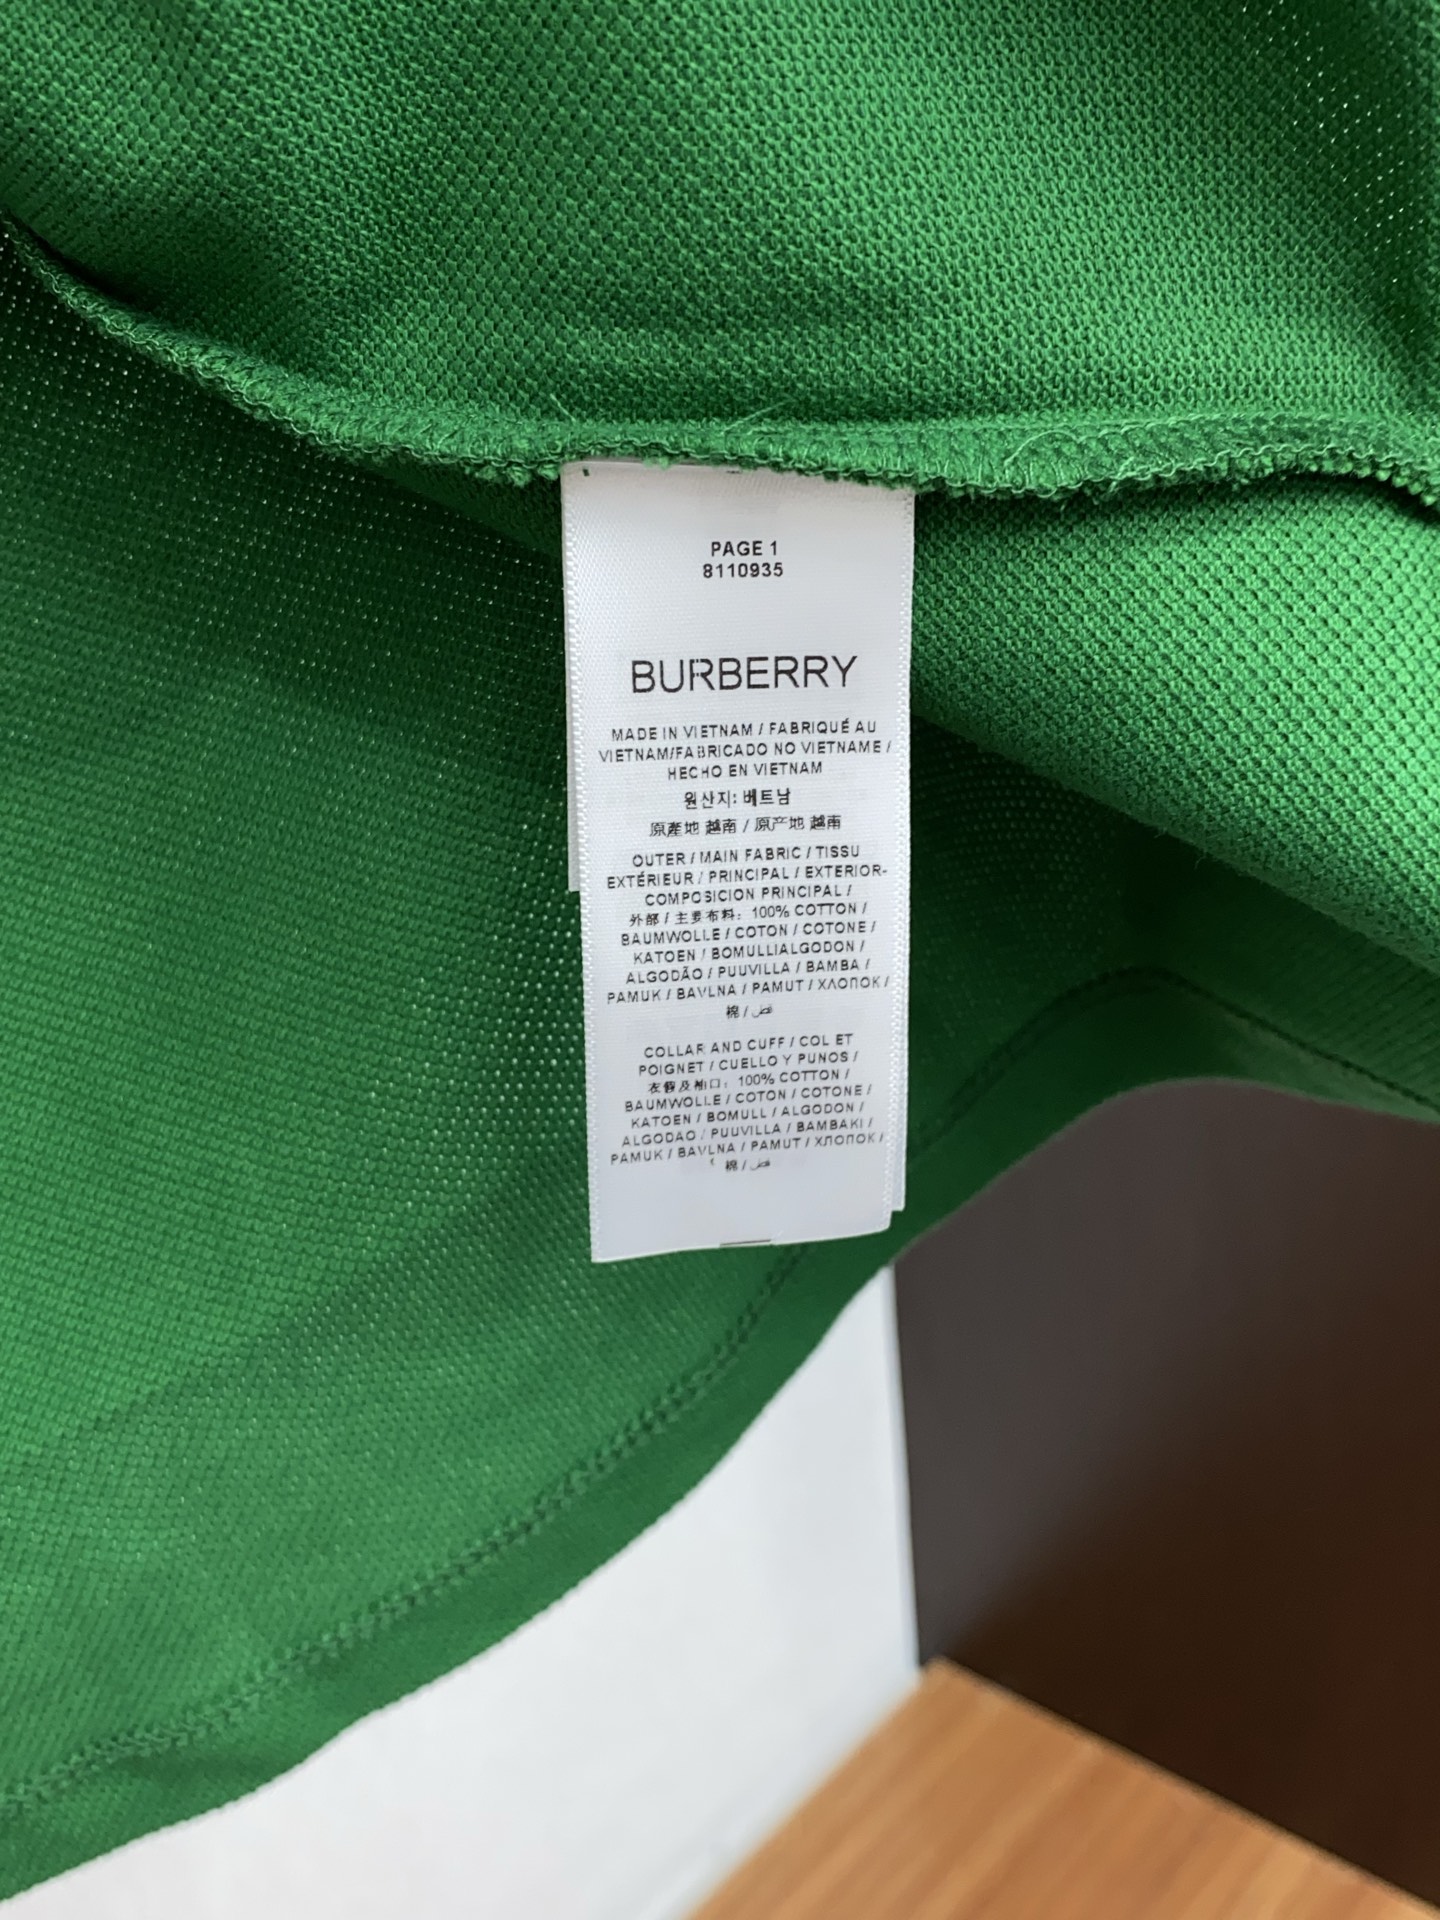 PAGE 1
8110935
BURBERRY
MADE IN VIETNAM / FABRIQUÉ AU
VIETNAM/FABRICADO NO VIETNAME /
HECHO EN VIETNAM
원산지: 베트남
原產地 越南 / 原产地 越南
OUTER / MAIN FABRIC / TISSU
EXTÉRIEUR / PRINCIPAL / EXTERIOR-
COMPOSICION PRINCIPAL /
外部 / 主要布料: 100% COTTON /
BAUMWOLLE / COTON / COTONE /
KATOEN / BOMULLIALGODON /
ALGODÃO / PUUVILLA / BAMBA /
PAMUK / BAVLNA / PAMUT / ХЛОПОК /
棉 / قطن
COLLAR AND CUFF / COL ET
POIGNET / CUELLO Y PUNOS /
衣 及袖口: 100% COTTON /
BAUMWOLLE / COTON / COTONE /
KATOEN / BOMULL / ALGODON /
ALGODAO / PUUVILLA / BAMBAKI /
PAMUK / BAVLNA / PAMUT / ХЛОПОК /
棉 / قطن